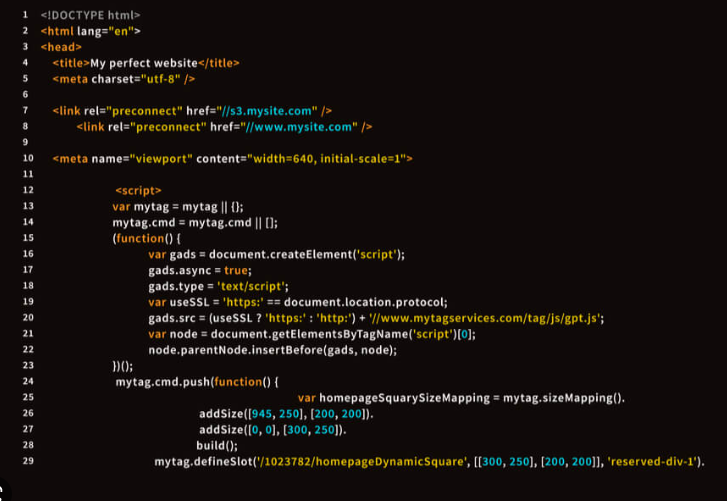 1 <!DOCTYPE html>
2 <html lang="en">
3 <head>
4 <title>My perfect website</title>
5 <meta charset="utf-8" />
6
7 <link rel="preconnect" href="//s3.mysite.com" />
8 <link rel="preconnect" href="//www.mysite.com" />
9
10 <meta name="viewport" content="width=640, initial-scale=1">
11
12 <script>
13 var mytag = mytag || {};
14 mytag.cmd = mytag.cmd || [];
15 (function() {
16 var gads = document.createElement('script');
17 gads.async = true;
18 gads.type = 'text/script';
19 var useSSL = 'https:' == document.location.protocol;
20 gads.src = (useSSL ? 'https:' : 'http:') + '//www.mytagservices.com/tag/js/gpt.js';
21 var node = document.getElementsByTagName('script')[0];
22 node.parentNode.insertBefore(gads, node);
23 })();
24 mytag.cmd.push(function() {
25 var homepageSquarySizeMapping = mytag.sizeMapping().
26 addSize([945, 250], [200, 200]).
27 addSize([0, 0], [300, 250]).
28 build();
29 mytag.defineSlot('/1023782/homepageDynamicSquare', [[300, 250], [200, 200]], 'reserved-div-1').